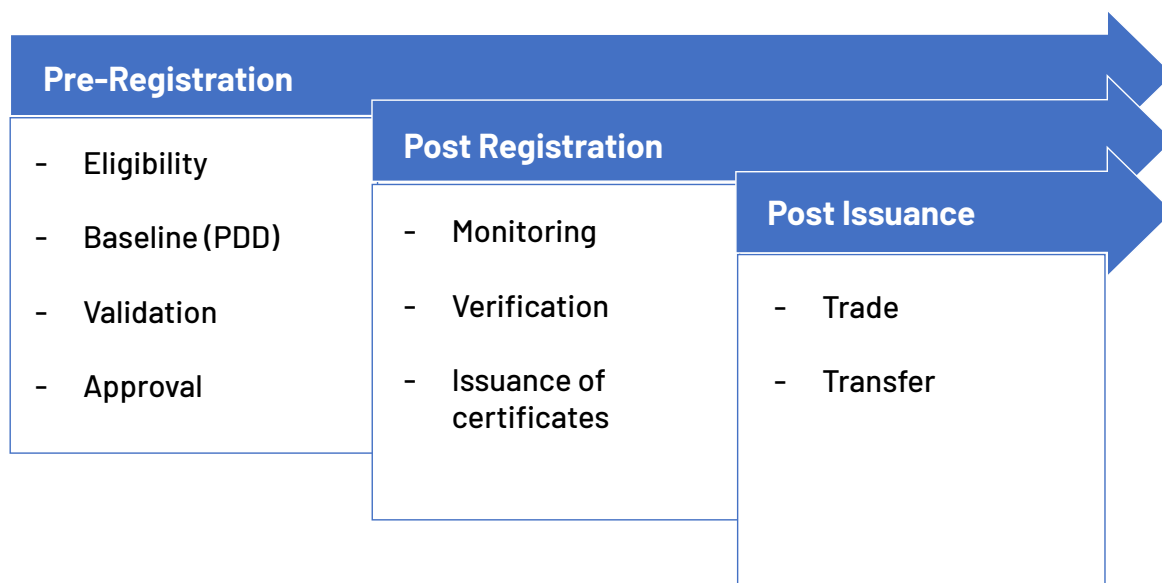 Pre-Registration
- Eligibility
- Baseline (PDD)
- Validation
- Approval
Post Registration
- Monitoring
- Verification
- Issuance of
certificates
Post Issuance
- Trade
- Transfer